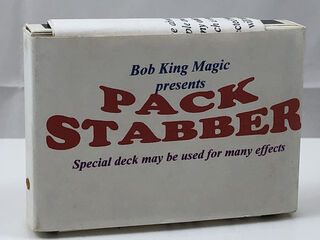 Bob King Magic
presents
PACK
STABBER
Special deck may be used for many effects